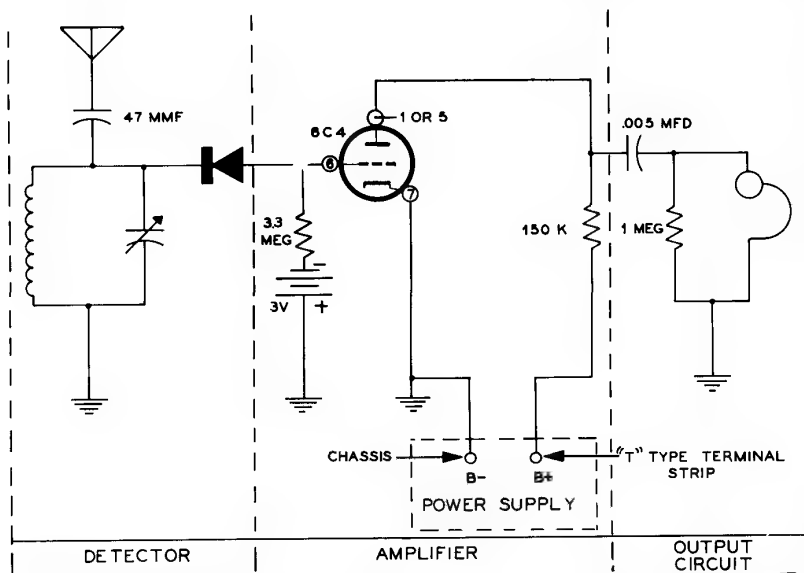 47 MMF
6C4
1 OR 5
6
7
.005 MFD
3.3
MEG
3V
-
+
150 K
1 MEG
CHASSIS
B-
B+
"T" TYPE TERMINAL
STRIP
POWER SUPPLY
DETECTOR
AMPLIFIER
OUTPUT
CIRCUIT